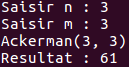 Saisir n : 3
Saisir m : 3
Ackerman(3, 3)
Resultat : 61